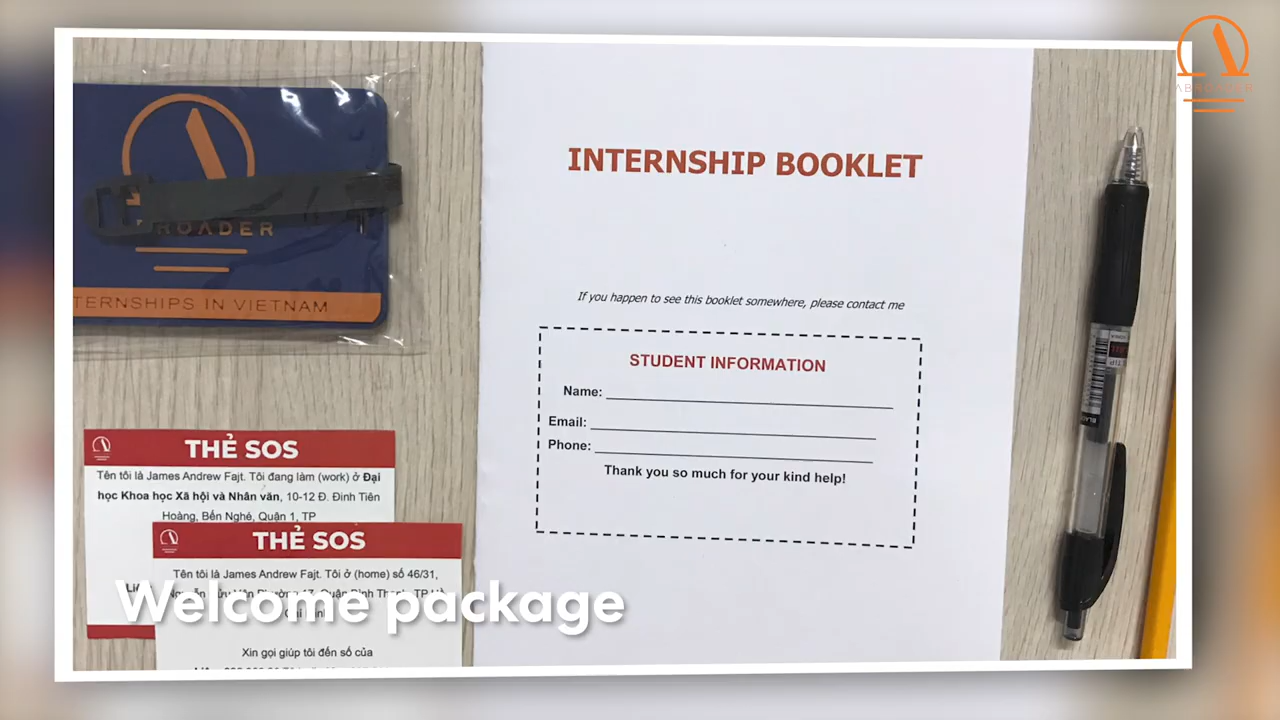 ABROADER
BROADER
TERNSHIPS IN VIETNAM
INTERNSHIP BOOKLET
If you happen to see this booklet somewhere, please contact me
STUDENT INFORMATION
Name:
Email:
Phone:
Thank you so much for your kind help!
THẺ SOS
Tên tôi là James Andrew Fajt. Tôi đang làm (work) ở Đại
học Khoa học Xã hội và Nhân văn, 10-12 Đ. Đinh Tiên
Hoàng, Bến Nghé, Quận 1, TP
THẺ SOS
Tên tôi là James Andrew Fajt. Tôi ở (home) số 46/31,
Xin gọi giúp tôi đến số của
Welcome package